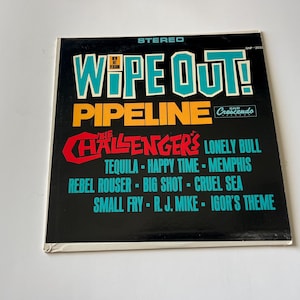 STEREO
WIPE OUT!
PIPELINE
Crescendo
THE CHALLENGERS LONELY BULL
TEQUILA • HAPPY TIME • MEMPHIS
REBEL ROUSER • BIG SHOT • CRUEL SEA
SMALL FRY • R. J. MIKE • IGOR'S THEME